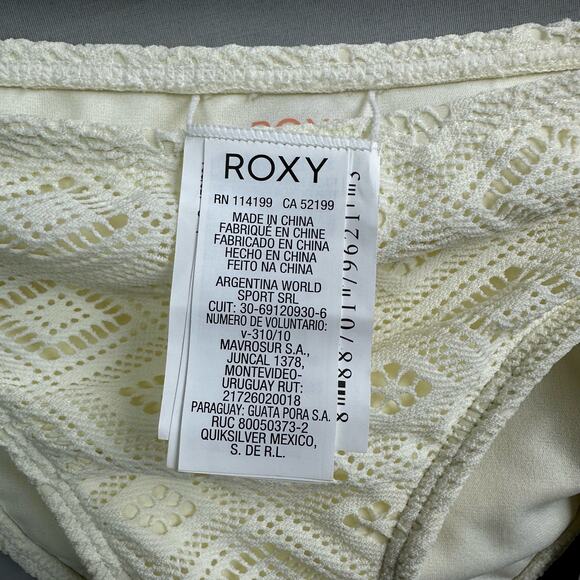 ROXY
RN 114199 CA 52199
MADE IN CHINA
FABRIQUÉ EN CHINE
FABRICADO EN CHINA
HECHO EN CHINA
FEITO NA CHINA
ARGENTINA WORLD
SPORT SRL
CUIT: 30-69120930-6
NUMERO DE VOLUNTARIO:
v-310/10
MAVROSUR S.A.,
JUNCAL 1378,
MONTEVIDEO-
URUGUAY RUT:
21726020018
PARAGUAY: GUATA PORA S.A.
RUC 80050373-2
QUIKSILVER MEXICO,
S. DE R.L.